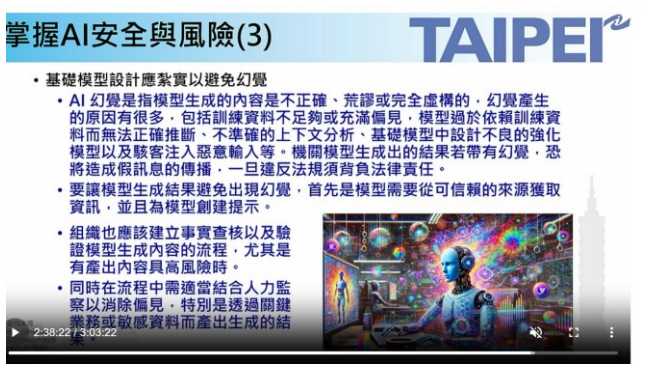 掌握AI安全與風險(3)
TAIPEI
• 基礎模型設計應紮實以避免幻覺
• AI 幻覺是指模型生成的內容是不正確、荒謬或完全虛構的，幻覺產生
的原因有很多，包括訓練資料不足夠或充滿偏見，模型過於依賴訓練資
料而無法正確推斷、不準確的上下文分析、基礎模型中設計不良的強化
模型以及駭客注入惡意輸入等。機關模型生成出的結果若帶有幻覺，恐
將造成假訊息的傳播，一旦違反法規須背負法律責任。
• 要讓模型生成結果避免出現幻覺，首先是模型需要從可信賴的來源獲取
資訊，並且為模型創建提示。
• 組織也應該建立事實查核以及驗
證模型生成內容的流程，尤其是
有產出內容具高風險時。
• 同時在流程中需適當結合人力監
察以消除偏見，特別是透過關鍵
業務或敏感資料而產出生成的結
果。
2:38:22 / 3:03:22